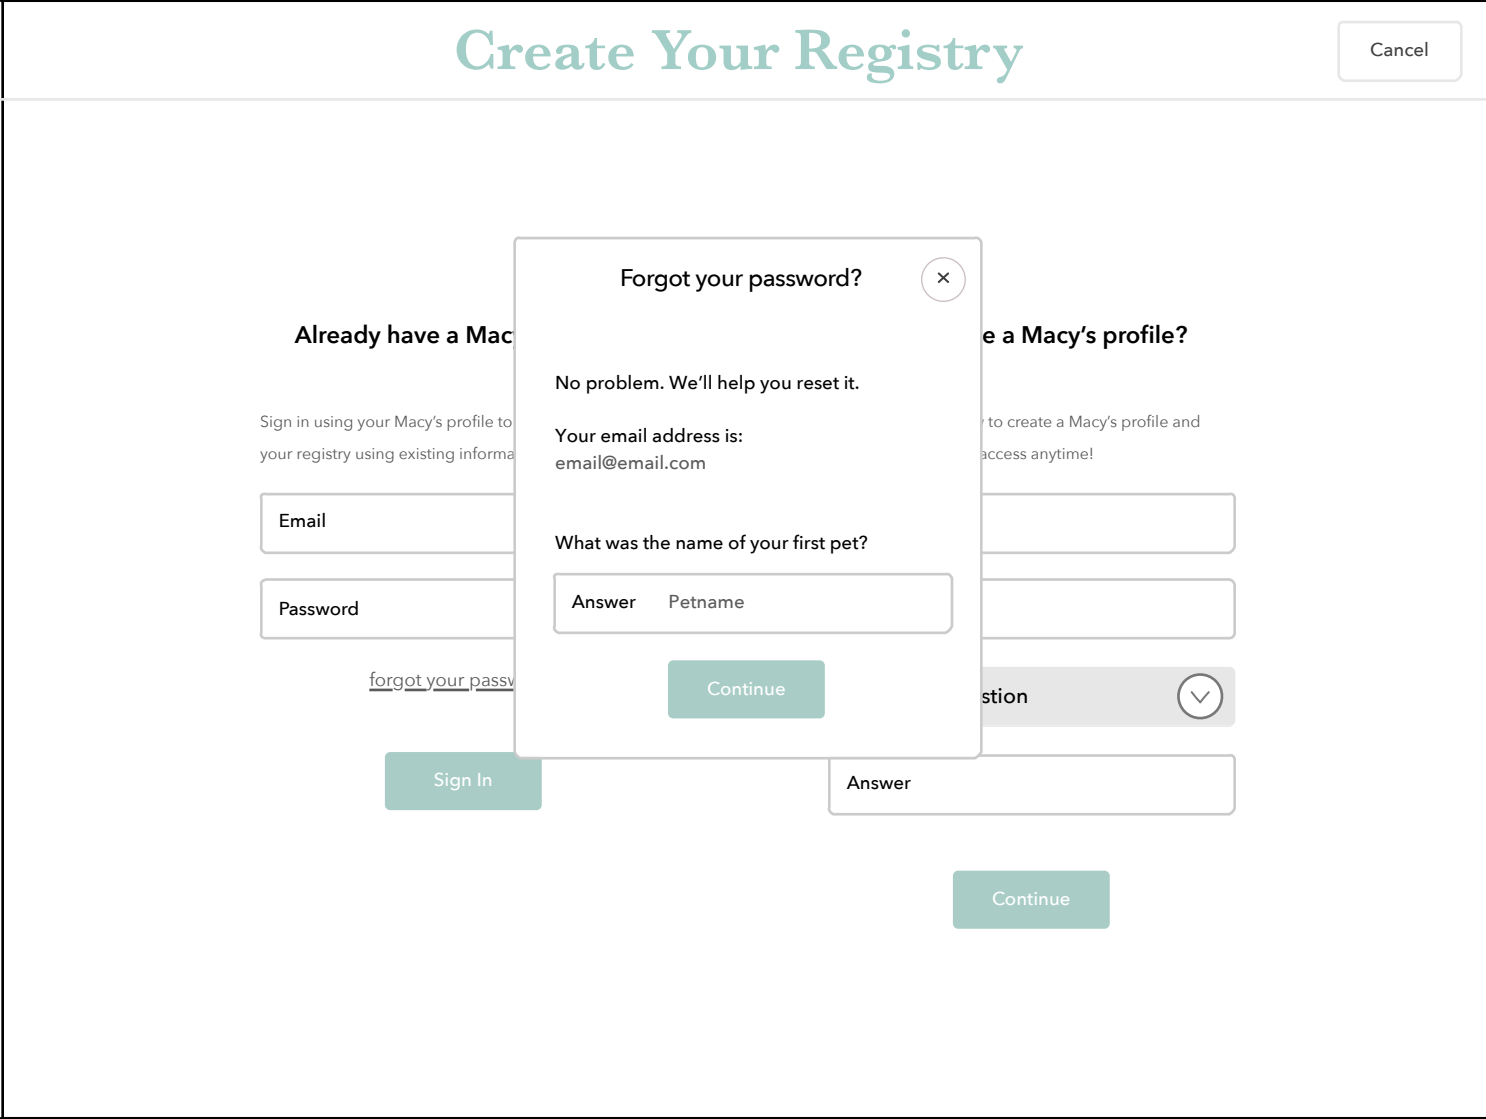 Create Your Registry
Cancel
Forgot your password?
Already have a Mac
e a Macy's profile?
No problem. We'll help you reset it.
Sign in using your Macy's profile to
to create a Macy's profile and
Your email address is:
email@email.com
your registry using existing informa
access anytime!
Email
What was the name of your first pet?
Answer Petname
Password
forgot your passw
Continue
stion
Sign In
Answer
Continue